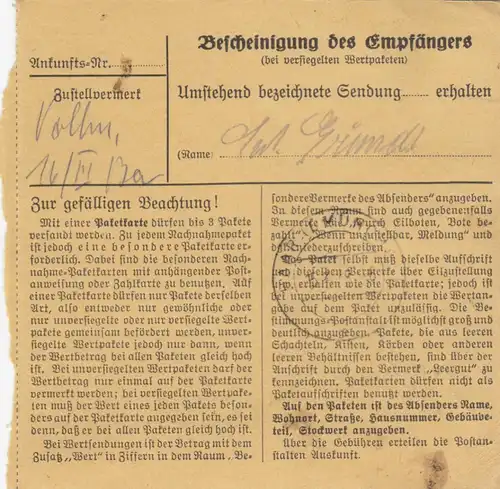 Ankunfts-Nr.
Zustellvermerk
Vollm.
Bescheinigung des Empfängers
(bei versiegelten Wertpaketen)
Umstehend bezeichnete Sendung........ erhalten
(Name)
Zur gefälligen Beachtung!
Mit einer Paketkarte dürfen bis 3 Pakete
versandt werden. Zu jedem Nachnahmepaket
ist jedoch eine besondere Paketkarte er-
forderlich. Dabei sind die besonderen Nach-
nahme-Paketkarten mit anhängender Post-
anweisung oder Zahlkarte zu benutzen. Auf
einer Paketkarte dürfen nur Pakete derselben
Art, also entweder nur gewöhnliche oder
nur unversiegelte oder nur versiegelte Wert-
pakete gemeinsam befördert werden, unver-
siegelte Wertpakete jedoch nur dann, wenn
der Wertbetrag bei allen Paketen gleich hoch
ist. Bei unversiegelten Wertpaketen darf der
Wertbetrag nur einmal auf der Paketkarte
vermerkt werden; bei versiegelten Wertpa-
keten muß der Wert eines jed en Pakets beson-
ders auf der Paketkarte angegeben sein, es sei
denn, daß er bei allen Paketen gleich hoch ist.
Bei Wertsendungen ist der Betrag mit dem
Zusatz „Wert" in Ziffern in dem Raum „Be-
sondere Vermerke des Absenders" anzugeben.
In diesem Raum sind auch gegebenenfalls
Vermerke wie „Durch Eilboten, Bote be-
zahlt", „Wenn unzustellbar, Meldung" und
dgl. niederzuschreiben.
Das Paket selbst muß dieselbe Aufschrift
und dieselben Vermerke über Eilzustellung
usw. erhalten wie die Paketkarte; jedoch ist
bei unversiegelten Wertpaketen die Wertan-
gabe auf dem Paket unzulässig. Die Be-
stimmungs-Postanstalt ist möglichst groß und
deutlich anzugeben. Pakete, die aus leeren
Schachteln, Kisten, Körben oder anderen
leeren Behältnissen bestehen, sind über der
Aufschrift durch den Vermerk „Leergut" zu
kennzeichnen. Paketkarten dürfen nicht als
Paketaufschriften benutzt werden.
Auf den Paketen ist des Absenders Name,
Wohnort, Straße, Hausnummer, Gebäude-
teil, Stockwerk anzugeben.
Über die Gebühren erteilen die Postan-
stalten Auskunft.